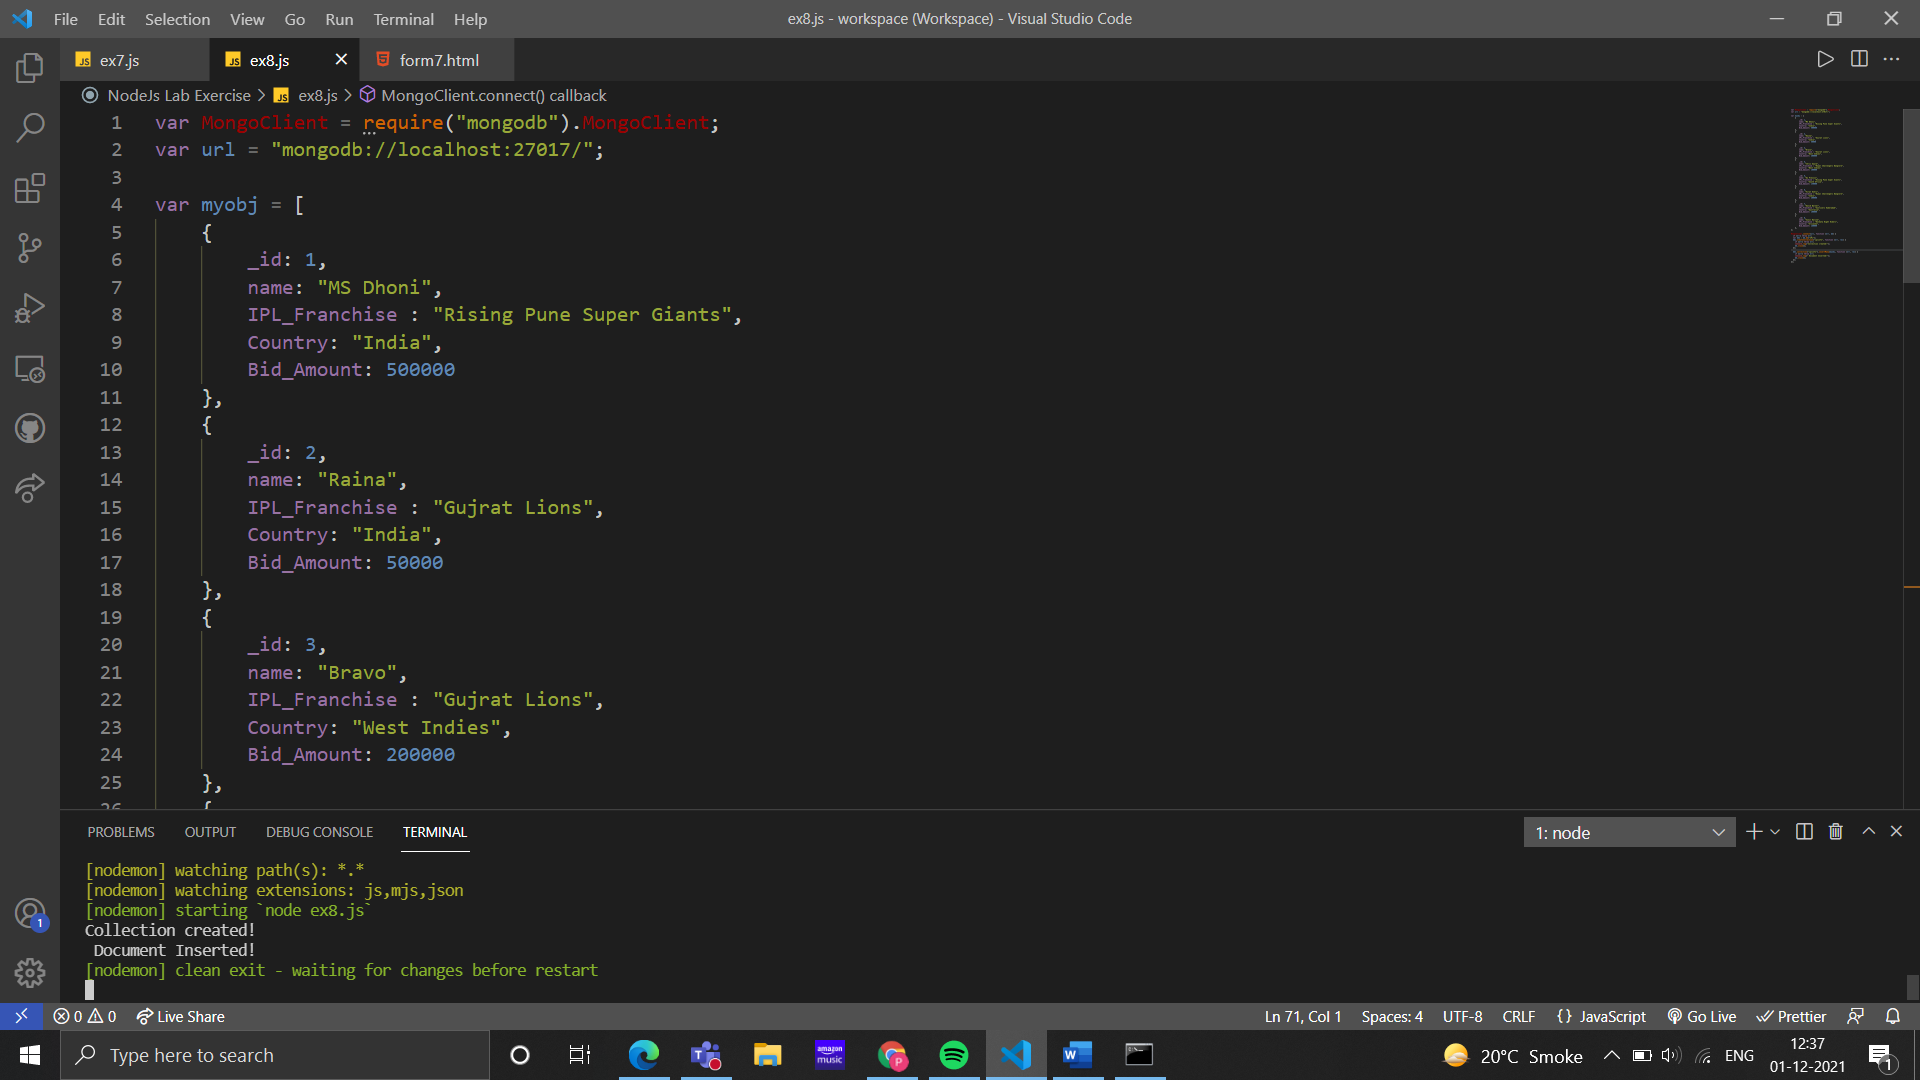 File Edit Selection View Go Run Terminal Help
ex8.js - workspace (Workspace) - Visual Studio Code
JS ex7.js
JS ex8.js
form7.html
NodeJs Lab Exercise > JS ex8.js > MongoClient.connect() callback
1 var MongoClient = require("mongodb").MongoClient;
2 var url = "mongodb://localhost:27017/";
3
4 var myobj = [
5 {
6 _id: 1,
7 name: "MS Dhoni",
8 IPL_Franchise : "Rising Pune Super Giants",
9 Country: "India",
10 Bid_Amount: 500000
11 },
12 {
13 _id: 2,
14 name: "Raina",
15 IPL_Franchise : "Gujrat Lions",
16 Country: "India",
17 Bid_Amount: 50000
18 },
19 {
20 _id: 3,
21 name: "Bravo",
22 IPL_Franchise : "Gujrat Lions",
23 Country: "West Indies",
24 Bid_Amount: 200000
25 },
26 {
PROBLEMS OUTPUT DEBUG CONSOLE TERMINAL
1: node
[nodemon] watching path(s): *.*
[nodemon] watching extensions: js,mjs,json
[nodemon] starting `node ex8.js`
Collection created!
Document Inserted!
[nodemon] clean exit - waiting for changes before restart
1
0 0 Live Share
Ln 71, Col 1 Spaces: 4 UTF-8 CRLF {} JavaScript Go Live Prettier
Type here to search
amazon music
20°C Smoke
ENG
12:37
01-12-2021
1